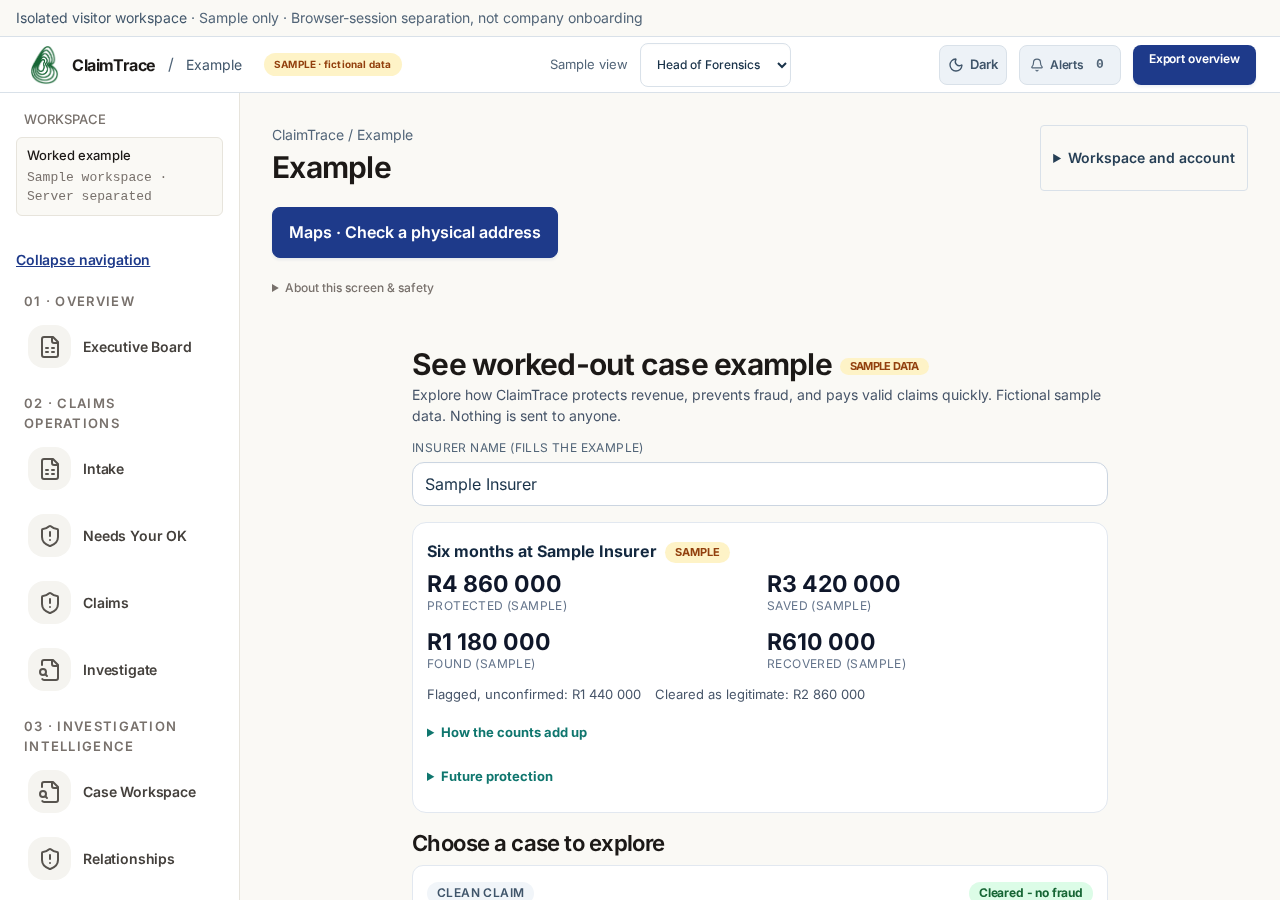 Isolated visitor workspace · Sample only · Browser-session separation, not company onboarding
ClaimTrace / Example
SAMPLE · fictional data
Sample view
Head of Forensics
Dark
Alerts 0
Export overview
WORKSPACE
Worked example
Sample workspace ·
Server separated
Collapse navigation
01 · OVERVIEW
Executive Board
02 · CLAIMS
OPERATIONS
Intake
Needs Your OK
Claims
Investigate
03 · INVESTIGATION
INTELLIGENCE
Case Workspace
Relationships
ClaimTrace / Example
Example
Workspace and account
Maps · Check a physical address
About this screen & safety
See worked-out case example SAMPLE DATA
Explore how ClaimTrace protects revenue, prevents fraud, and pays valid claims quickly. Fictional sample
data. Nothing is sent to anyone.
INSURER NAME (FILLS THE EXAMPLE)
Sample Insurer
Six months at Sample Insurer SAMPLE
R4 860 000
PROTECTED (SAMPLE)
R3 420 000
SAVED (SAMPLE)
R1 180 000
FOUND (SAMPLE)
R610 000
RECOVERED (SAMPLE)
Flagged, unconfirmed: R1 440 000 Cleared as legitimate: R2 860 000
How the counts add up
Future protection
Choose a case to explore
CLEAN CLAIM
Cleared - no fraud